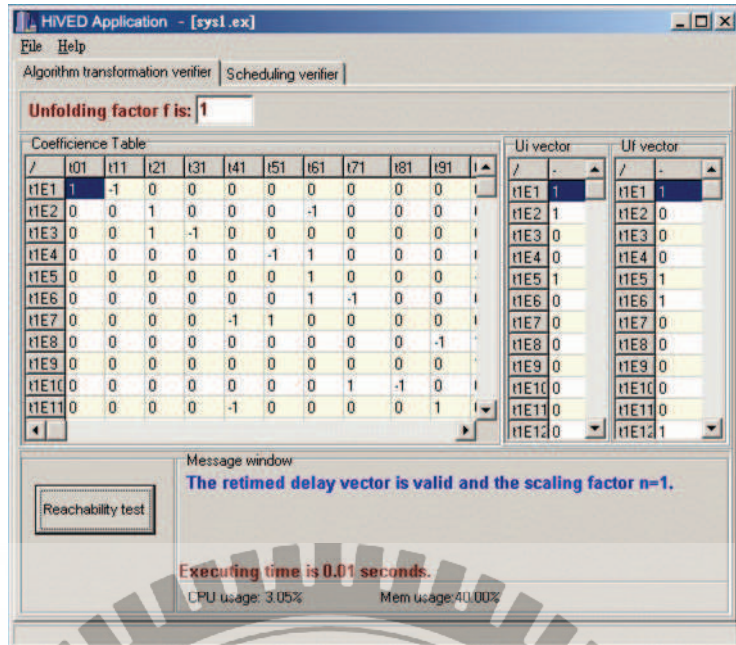 HiVED Application - [sys1.ex]
File Help
Algorithm transformation verifier Scheduling verifier
Unfolding factor f is: 1
Coefficience Table
/ t01 t11 t21 t31 t41 t51 t61 t71 t81 t91
t1E1 1 -1 0 0 0 0 0 0 0 0
t1E2 0 0 1 0 0 0 -1 0 0 0
t1E3 0 0 1 -1 0 0 0 0 0 0
t1E4 0 0 0 0 0 -1 1 0 0 0
t1E5 0 0 0 0 0 0 1 0 0 0
t1E6 0 0 0 0 0 0 1 -1 0 0
t1E7 0 0 0 0 -1 1 0 0 0 0
t1E8 0 0 0 0 0 0 0 0 0 -1
t1E9 0 0 0 0 0 0 0 0 0 0
t1E10 0 0 0 0 0 0 0 1 -1 0
t1E11 0 0 0 0 -1 0 0 0 0 1
Ui vector
/ -
t1E1 1
t1E2 1
t1E3 0
t1E4 0
t1E5 1
t1E6 0
t1E7 0
t1E8 0
t1E9 0
t1E10 0
t1E11 0
t1E12 0
Uf vector
/ -
t1E1 1
t1E2 0
t1E3 0
t1E4 0
t1E5 1
t1E6 1
t1E7 0
t1E8 0
t1E9 0
t1E10 0
t1E11 0
t1E12 1
Reachability test
Message window
The retimed delay vector is valid and the scaling factor n=1.
Executing time is 0.01 seconds.
CPU usage: 3.05% Mem usage:40.00%